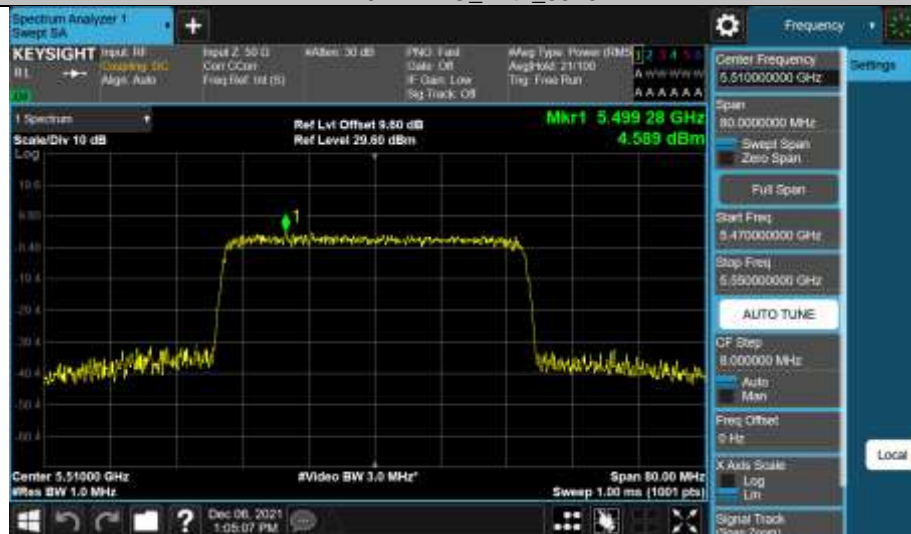 Spectrum Analyzer 1
Swept SA
+
Frequency
KEYSIGHT
Input: RF
Coupling: DC
Align: Auto
Input Z: 50 Ω
Corr CCorr
Freq Ref: Int (S)
#Atten: 30 dB
PNO: Fast
Gate: Off
IF Gain: Low
Sig Track: Off
#Avg Type: Power (RMS)
Avg|Hold: 21/100
Trig: Free Run
A W W W W W
A A A A A A
Center Frequency
5.510000000 GHz
Settings
Span
80.0000000 MHz
Swept Span
Zero Span
Full Span
Start Freq
5.470000000 GHz
Stop Freq
5.550000000 GHz
AUTO TUNE
CF Step
8.000000 MHz
Auto
Man
Freq Offset
0 Hz
X Axis Scale
Log
Lin
Signal Track
(Span Zoom)
Local
1 Spectrum
Scale/Div 10 dB
Log
Ref Lvl Offset 9.60 dB
Ref Level 29.60 dBm
Mkr1 5.499 28 GHz
4.589 dBm
1
Center 5.51000 GHz
#Res BW 1.0 MHz
#Video BW 3.0 MHz*
Span 80.00 MHz
Sweep 1.00 ms (1001 pts)
?
Dec 06, 2021
1:05:07 PM